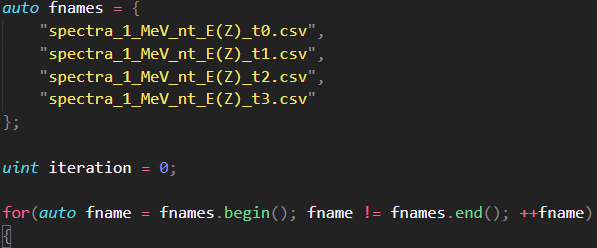 auto fnames = {
    "spectra_1_MeV_nt_E(Z)_t0.csv",
    "spectra_1_MeV_nt_E(Z)_t1.csv",
    "spectra_1_MeV_nt_E(Z)_t2.csv",
    "spectra_1_MeV_nt_E(Z)_t3.csv"
};
uint iteration = 0;
for(auto fname = fnames.begin(); fname != fnames.end(); ++fname)
{